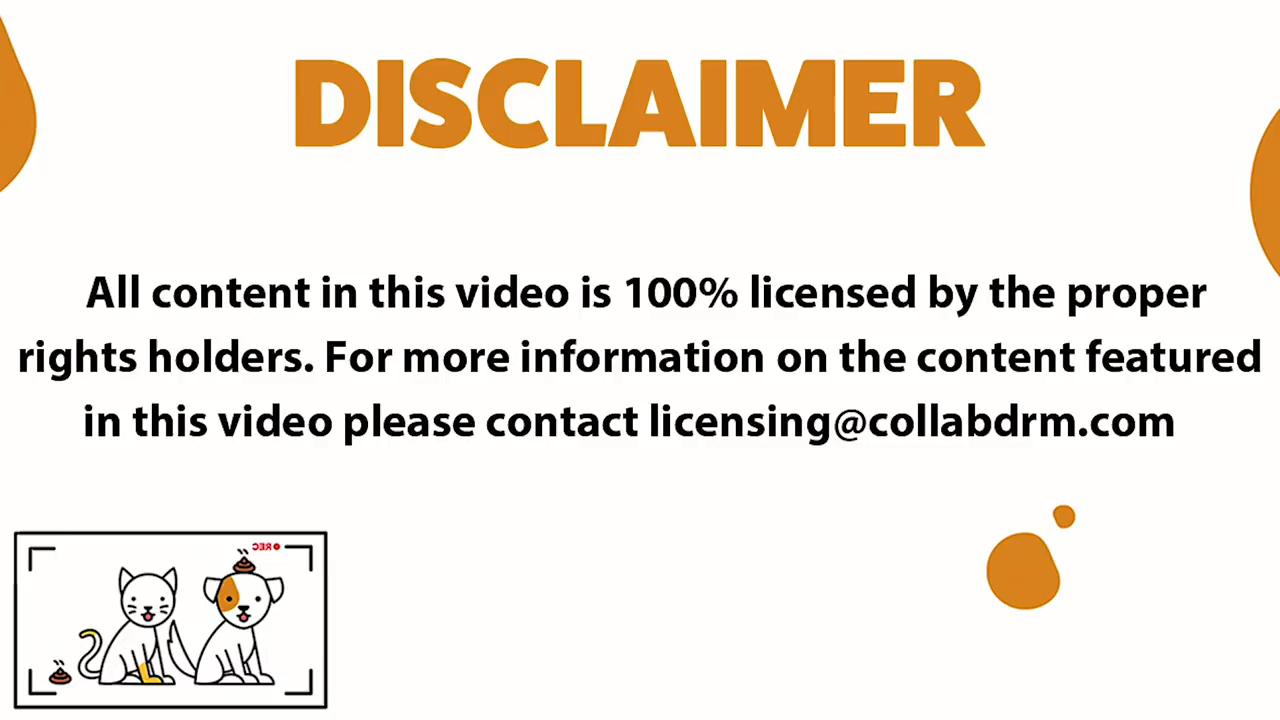 DISCLAIMER
All content in this video is 100% licensed by the proper
rights holders. For more information on the content featured
in this video please contact licensing@collabdrm.com
REC